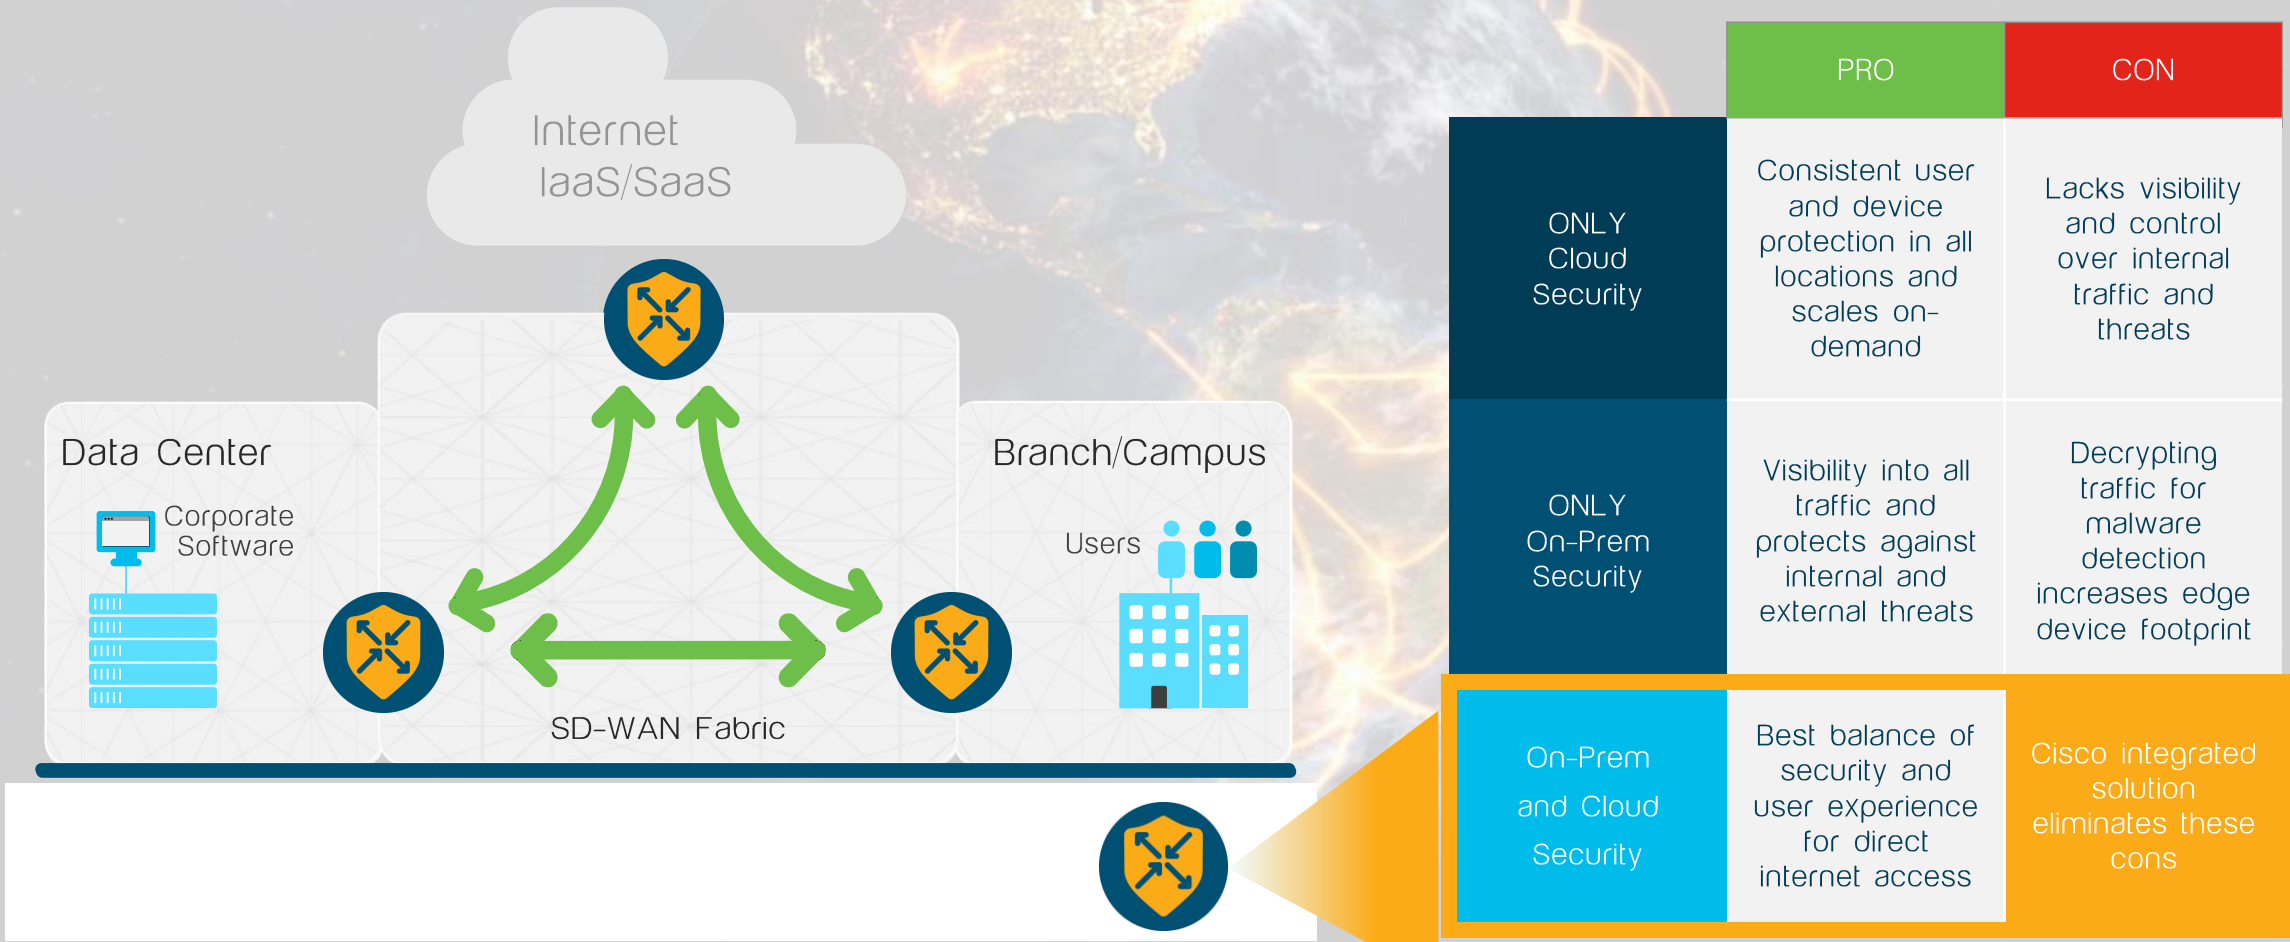 Internet
IaaS/SaaS
Data Center
Corporate
Software
Branch/Campus
Users
SD-WAN Fabric
PRO
CON
ONLY
Cloud
Security
Consistent user
and device
protection in all
locations and
scales on-
demand
Lacks visibility
and control
over internal
traffic and
threats
ONLY
On-Prem
Security
Visibility into all
traffic and
protects against
internal and
external threats
Decrypting
traffic for
malware
detection
increases edge
device footprint
On-Prem
and Cloud
Security
Best balance of
security and
user experience
for direct
internet access
Cisco integrated
solution
eliminates these
cons